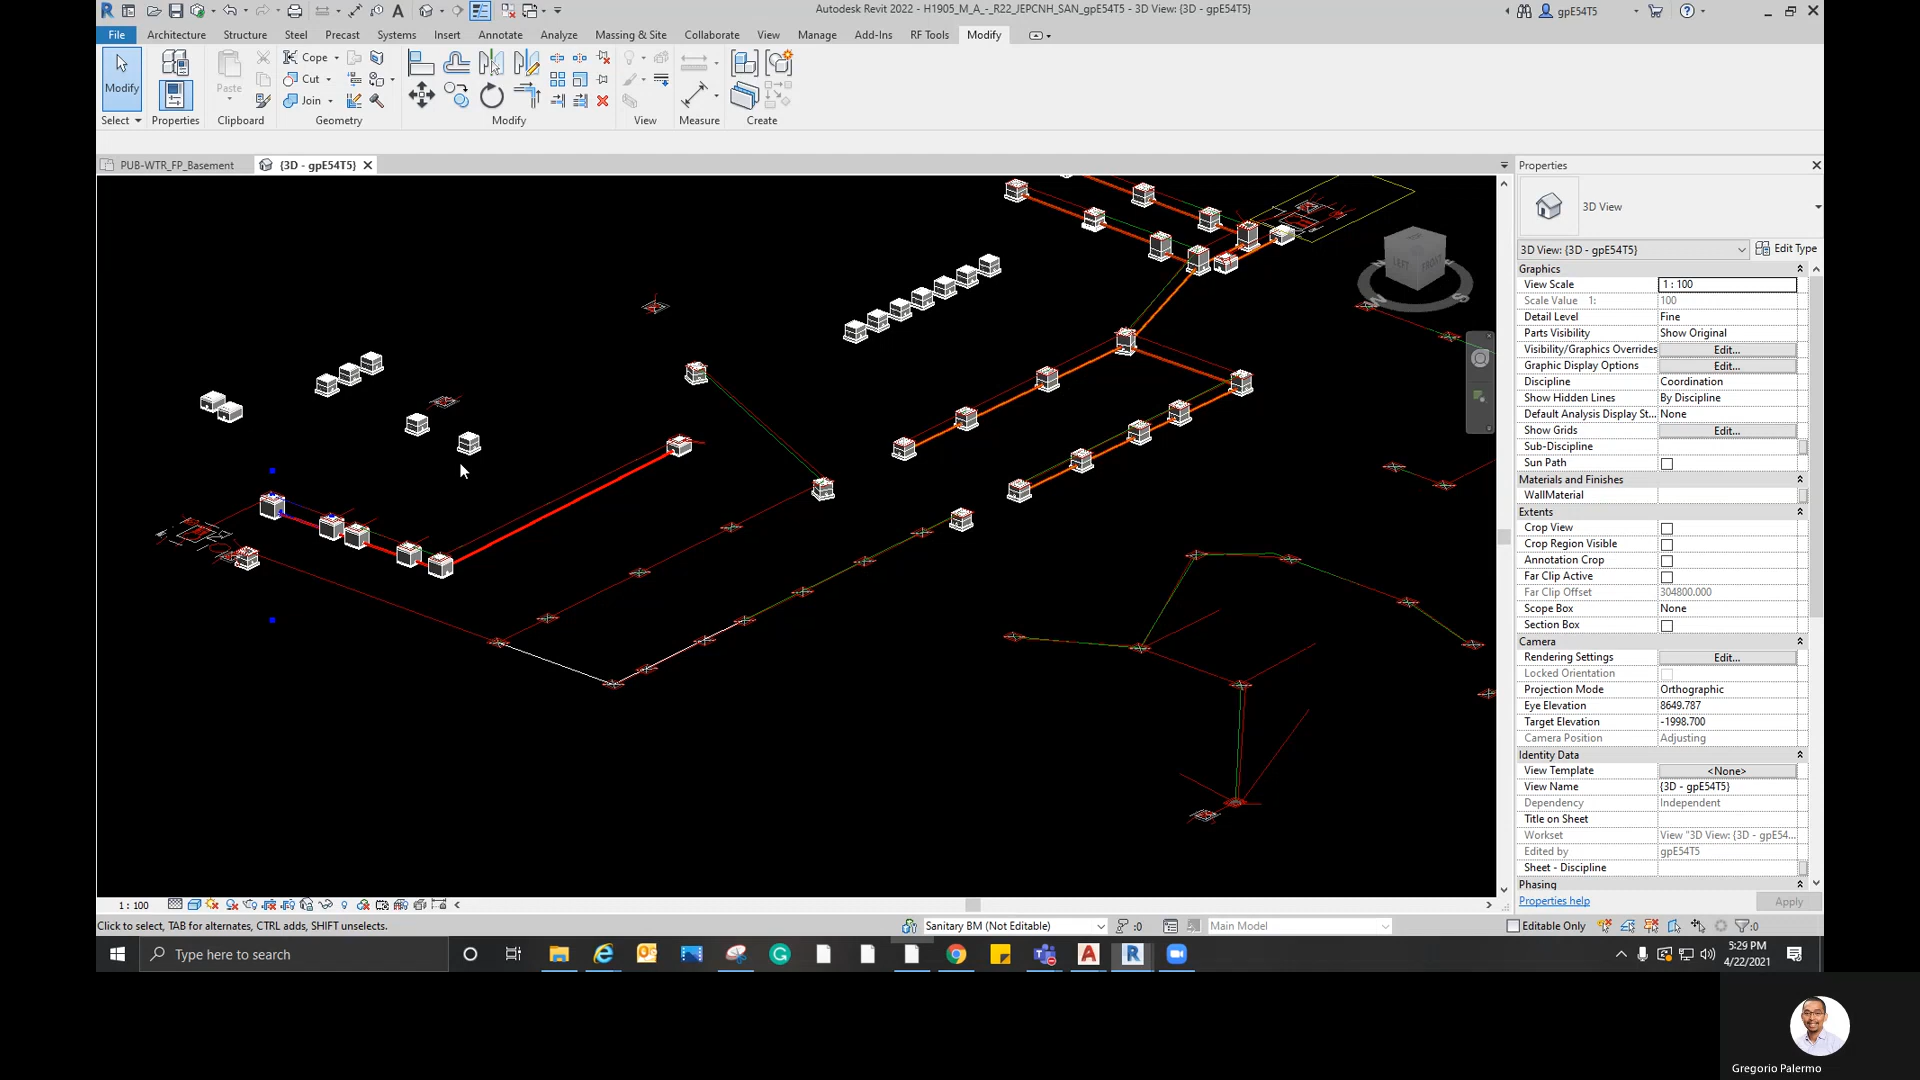 Autodesk Revit 2022 - H1905_M_A_-_R22_JEPCNH_SAN_gpE54T5 - 3D View: {3D - gpE54T5}
gpE54T5
File Architecture Structure Steel Precast Systems Insert Annotate Analyze Massing & Site Collaborate View Manage Add-Ins RF Tools Modify
Modify
Paste
Cope
Cut
Join
Select Properties Clipboard Geometry Modify View Measure Create
PUB-WTR_FP_Basement
{3D - gpE54T5}
LEFT FRONT
W S
Properties
3D View
3D View: {3D - gpE54T5} Edit Type
Graphics
View Scale 1 : 100
Scale Value 1: 100
Detail Level Fine
Parts Visibility Show Original
Visibility/Graphics Overrides Edit...
Graphic Display Options Edit...
Discipline Coordination
Show Hidden Lines By Discipline
Default Analysis Display St... None
Show Grids Edit...
Sub-Discipline
Sun Path
Materials and Finishes
WallMaterial
Extents
Crop View
Crop Region Visible
Annotation Crop
Far Clip Active
Far Clip Offset 304800.000
Scope Box None
Section Box
Camera
Rendering Settings Edit...
Locked Orientation
Projection Mode Orthographic
Eye Elevation 8649.787
Target Elevation -1998.700
Camera Position Adjusting
Identity Data
View Template <None>
View Name {3D - gpE54T5}
Dependency Independent
Title on Sheet
Workset View "3D View: {3D - gpE54...
Edited by gpE54T5
Sheet - Discipline
Phasing
Properties help Apply
1 : 100
Click to select, TAB for alternates, CTRL adds, SHIFT unselects.
Sanitary BM (Not Editable)
:0
Main Model
Editable Only
:0
Type here to search
5:29 PM
4/22/2021
Gregorio Palermo